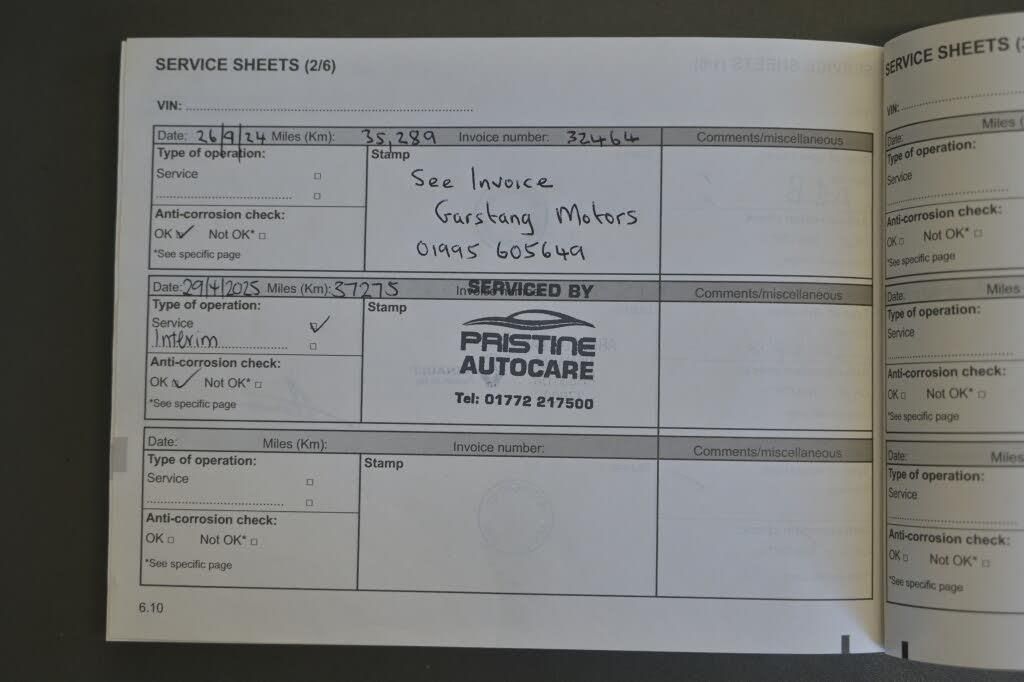 SERVICE SHEETS (2/6)
VIN:
Date: 26/9/24 Miles (Km): 35,289 Invoice number: 32464 Comments/miscellaneous
Type of operation: Stamp
Service
See Invoice
Garstang Motors
01995 605649
Anti-corrosion check:
OK Not OK*
*See specific page
Date: 29/4/2025 Miles (Km): 37275 Comments/miscellaneous
Type of operation: Stamp
Service
Interim
SERVICED BY
PRISTINE
AUTOCARE
Tel: 01772 217500
Anti-corrosion check:
OK Not OK*
*See specific page
Date: Miles (Km): Invoice number: Comments/miscellaneous
Type of operation: Stamp
Service
Anti-corrosion check:
OK Not OK*
*See specific page
6.10
SERVICE SHEETS
VIN:
Date: Miles
Type of operation:
Service
Anti-corrosion check:
OK Not OK*
*See specific page
Date: Miles
Type of operation:
Service
Anti-corrosion check:
OK Not OK*
*See specific page
Date: Miles
Type of operation:
Service
Anti-corrosion check:
OK Not OK*
*See specific page